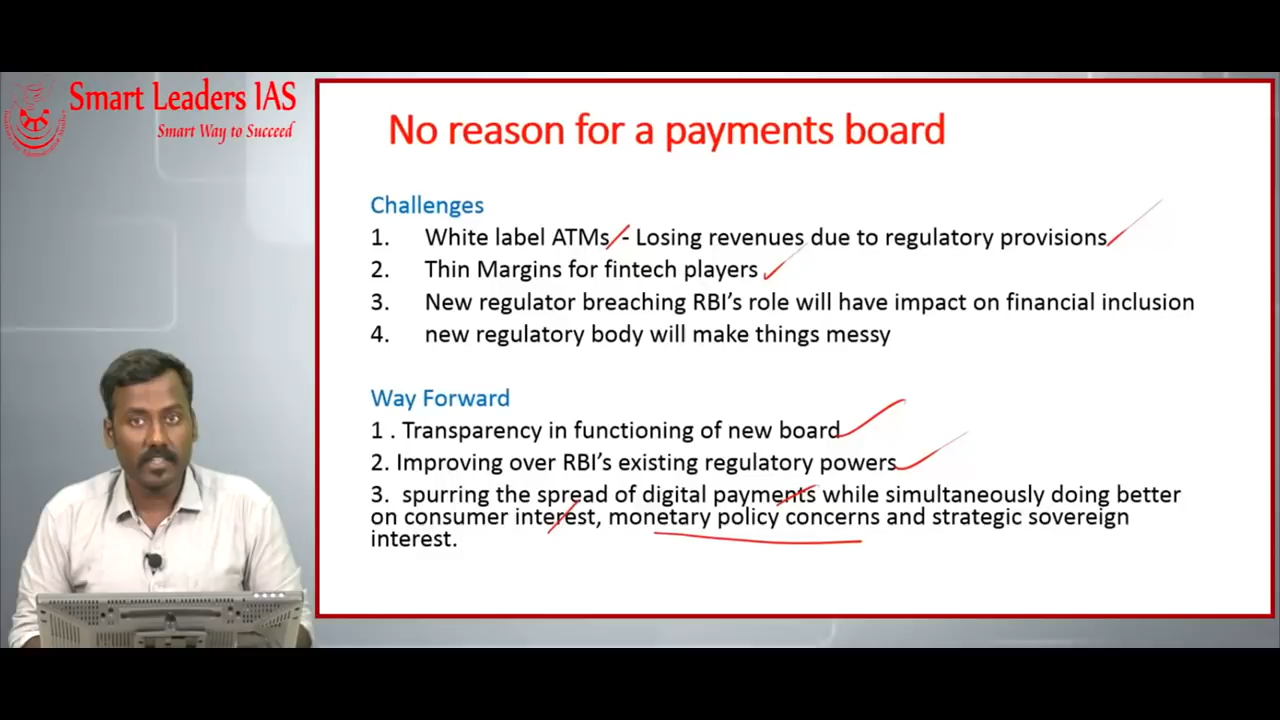 Smart Leaders IAS
Smart Way to Succeed
No reason for a payments board
Challenges
1. White label ATMs - Losing revenues due to regulatory provisions
2. Thin Margins for fintech players
3. New regulator breaching RBI's role will have impact on financial inclusion
4. new regulatory body will make things messy
Way Forward
1 . Transparency in functioning of new board
2. Improving over RBI's existing regulatory powers
3. spurring the spread of digital payments while simultaneously doing better
on consumer interest, monetary policy concerns and strategic sovereign
interest.